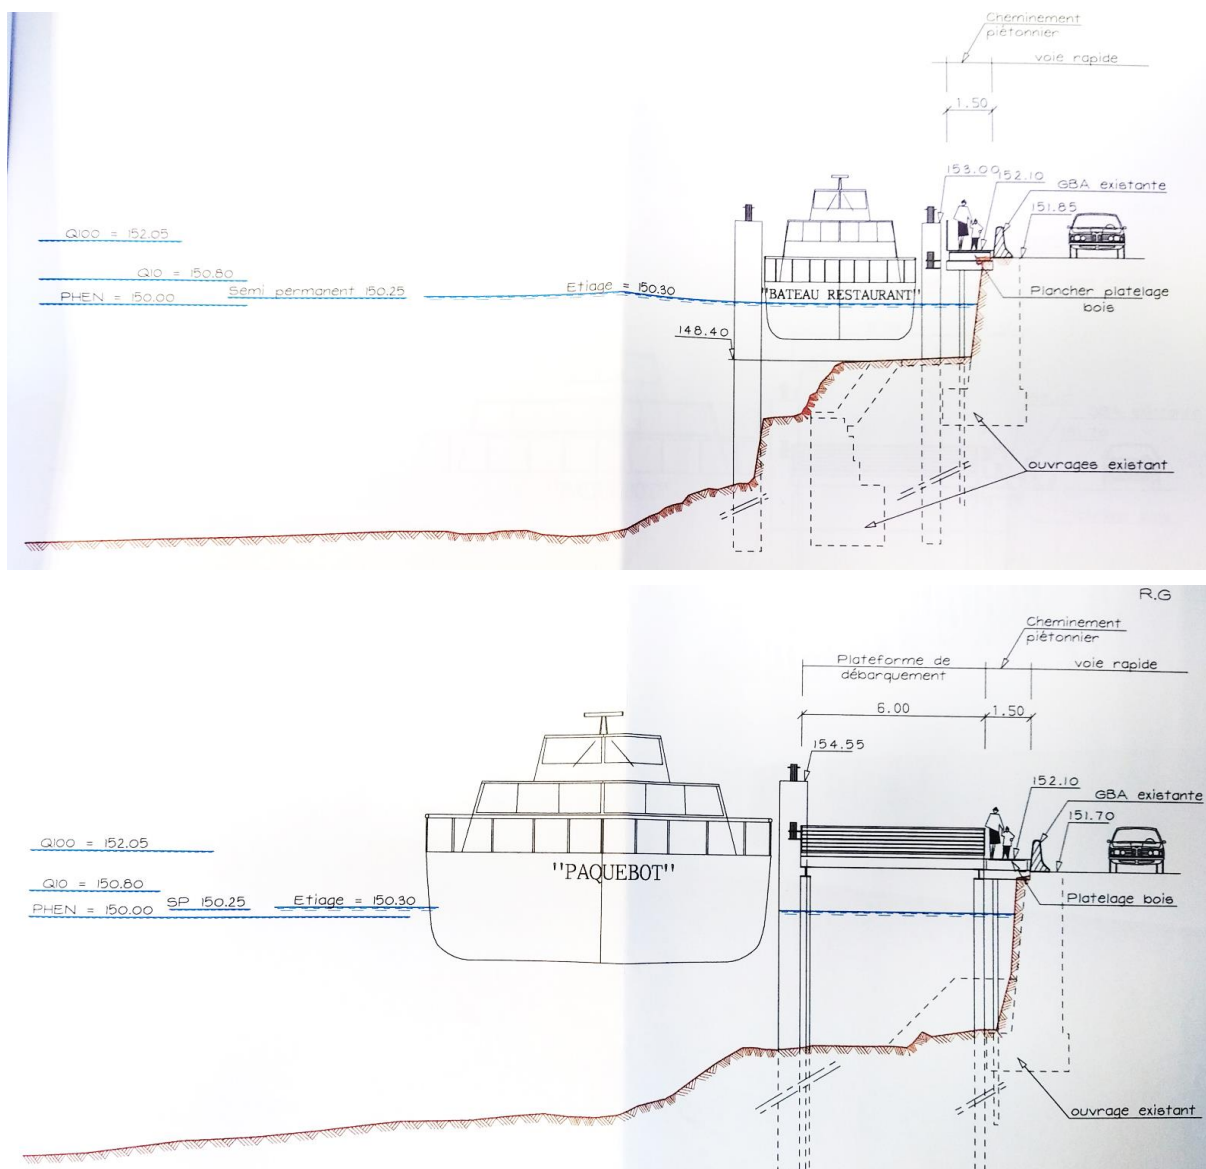 Cheminement
piétonnier
voie rapide
1.50
153.00
152.10
GBA existante
151.85
Q100 = 152.05
Q10 = 150.80
PHEN = 150.00
Semi permanent 150.25
Etiage = 150.30
"BATEAU RESTAURANT"
Plancher platelage
bois
148.40
ouvrages existant
R.G
Cheminement
piétonnier
Plateforme de
débarquement
voie rapide
6.00
1.50
154.55
152.10
GBA existante
151.70
Q100 = 152.05
"PAQUEBOT"
Q10 = 150.80
SP 150.25
Etiage = 150.30
PHEN = 150.00
Platelage bois
ouvrage existant